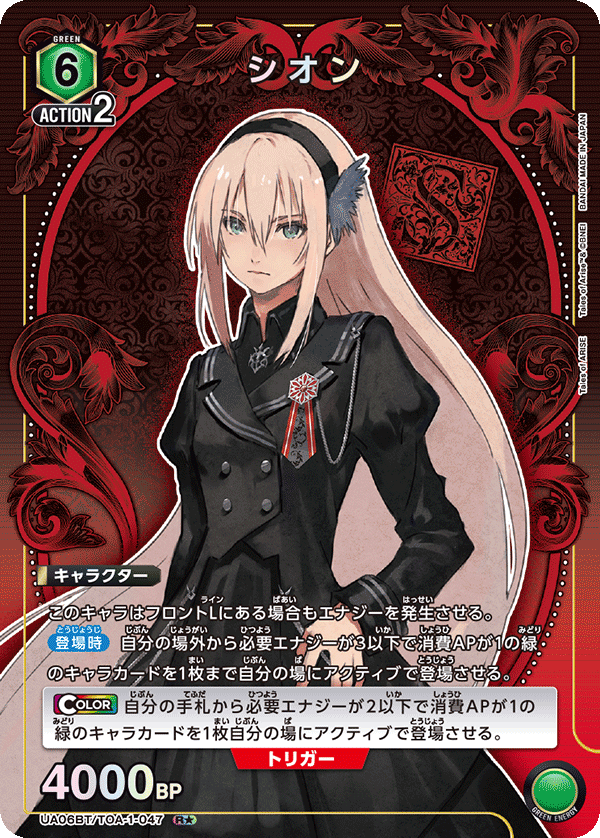 GREEN
6
ACTION2
シオン
BANDAI MADE IN JAPAN
Tales of Arise™& ©BNEI
Tales of ARISE
S
キャラクター
このキャラはフロントLにある場合もエナジーを発生させる。
登場時 自分の場外から必要エナジーが3以下で消費APが1の緑
のキャラカードを1枚まで自分の場にアクティブで登場させる。
COLOR 自分の手札から必要エナジーが2以下で消費APが1の
緑のキャラカードを1枚自分の場にアクティブで登場させる。
トリガー
4000BP
UA06BT/TOA-1-047 R★
GREEN ENERGY